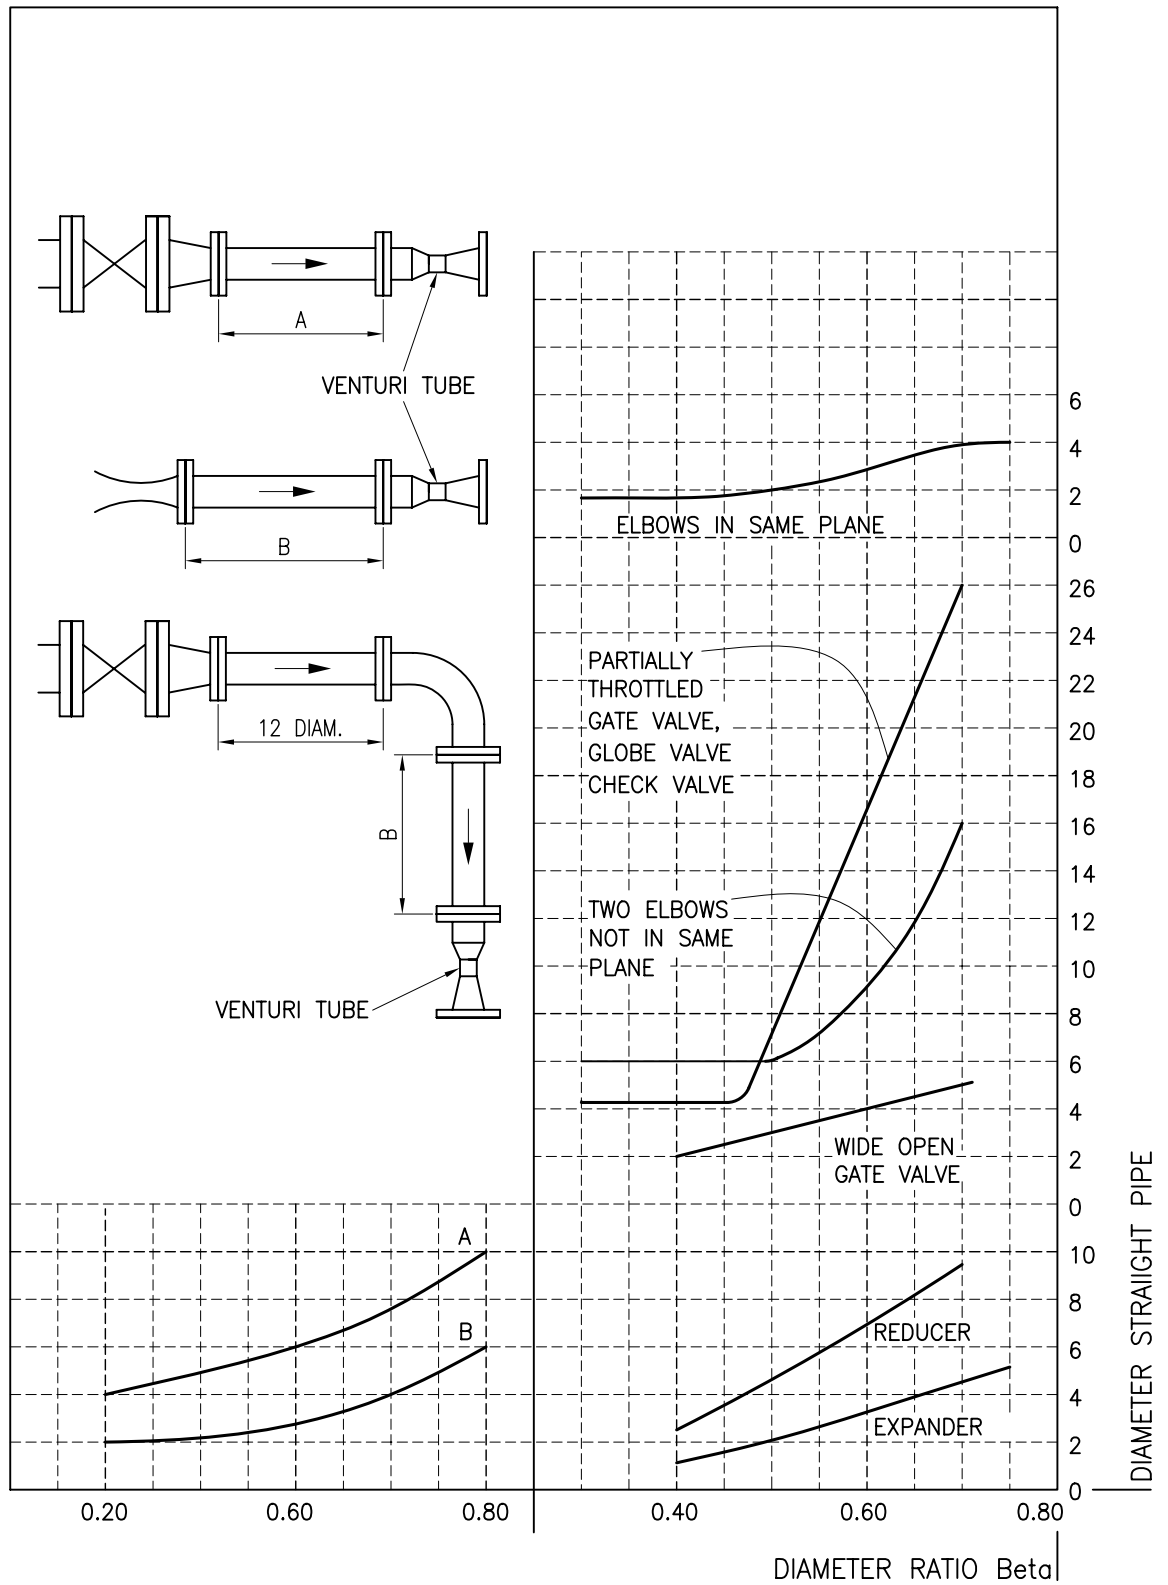 A
VENTURI TUBE
B
12 DIAM.
B
VENTURI TUBE
6
4
2
0
ELBOWS IN SAME PLANE
26
24
22
20
18
16
14
12
10
8
6
4
2
0
PARTIALLY
THROTTLED
GATE VALVE,
GLOBE VALVE
CHECK VALVE
TWO ELBOWS
NOT IN SAME
PLANE
WIDE OPEN
GATE VALVE
A
B
10
8
6
4
2
0
REDUCER
EXPANDER
DIAMETER STRAIIGHT PIPE
0.20
0.60
0.80
0.40
0.60
0.80
DIAMETER RATIO Beta